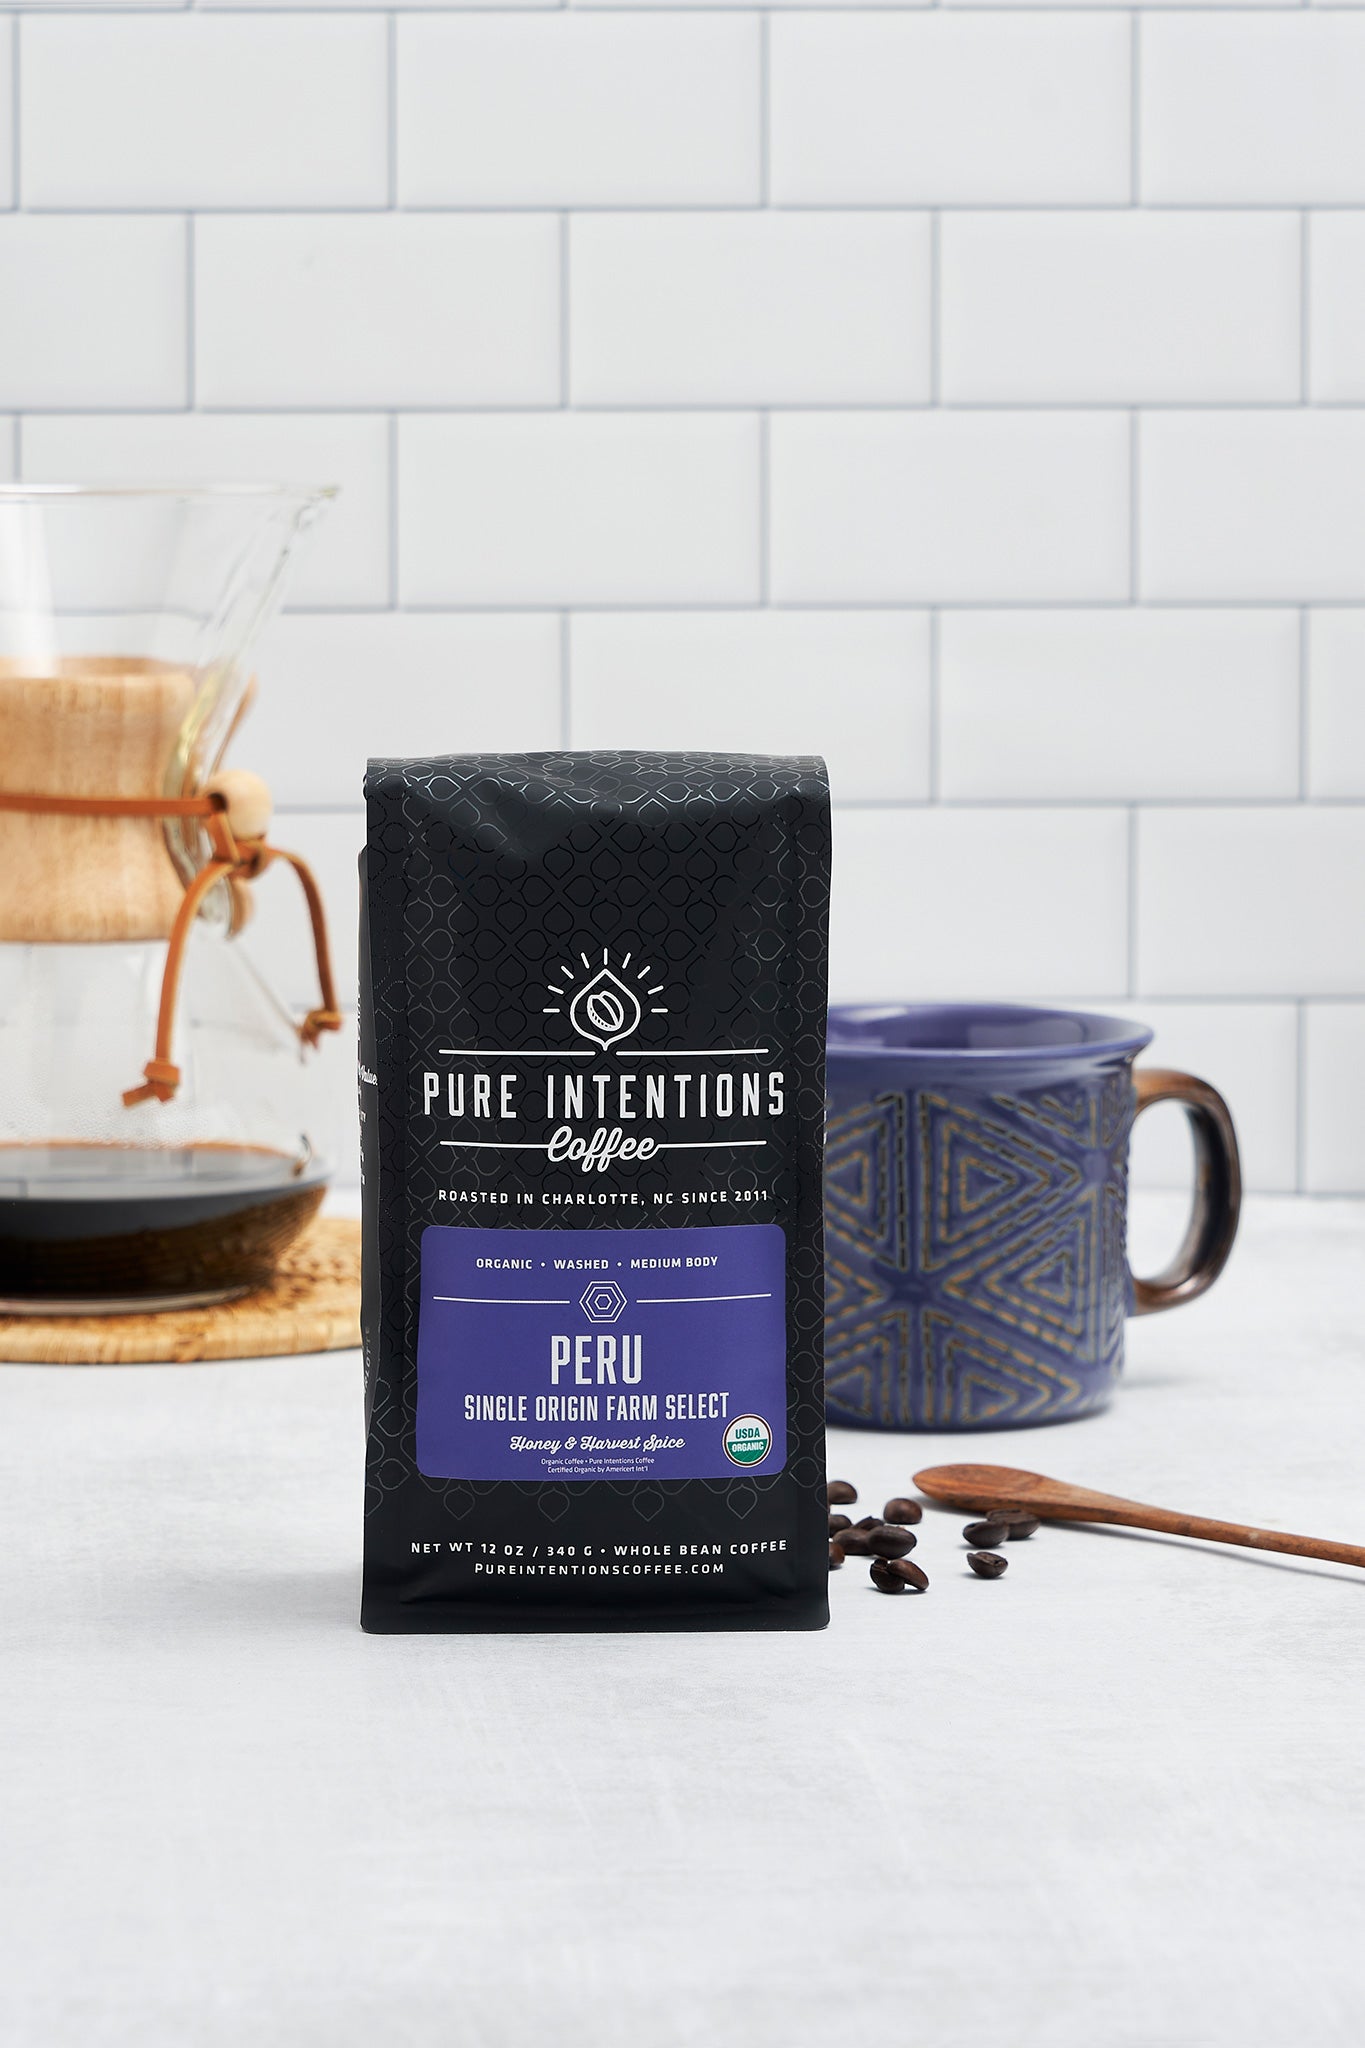 PURE INTENTIONS
Coffee
ROASTED IN CHARLOTTE, NC SINCE 2011
ORGANIC • WASHED • MEDIUM BODY
PERU
SINGLE ORIGIN FARM SELECT
Honey & Harvest Spice
USDA
ORGANIC
Organic Coffee • Pure Intentions Coffee
Certified Organic by Americert Int'l
NET WT 12 OZ / 340 G • WHOLE BEAN COFFEE
PUREINTENTIONSCOFFEE.COM